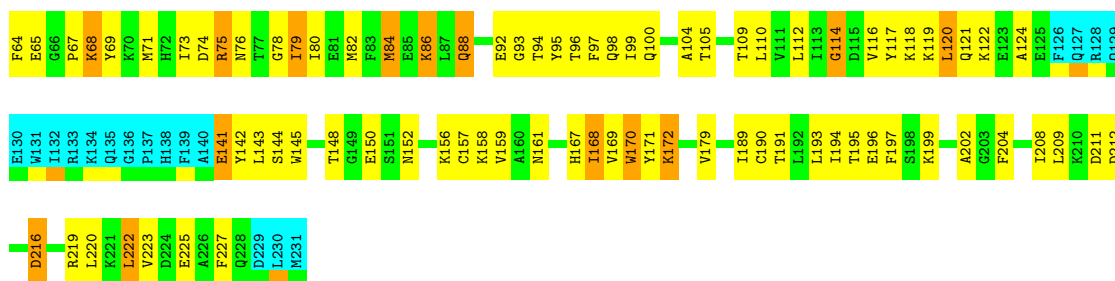 F64 E65 G66 P67 K68 Y69 K70 M71 H72 I73 D74 R75 N76 T77 G78 I79 I80 E81 M82 F83 M84 E85 K86 L87 Q88 E92 G93 T94 Y95 T96 F97 Q98 I99 Q100 A104 T105 T109 L110 V111 L112 I113 G114 D115 V116 Y117 K118 K119 L120 Q121 K122 E123 A124 E125 F126 Q127 R128
E130 W131 I132 R133 K134 Q135 G136 P137 H138 F139 A140 E141 Y142 L143 S144 W145 T148 G149 E150 S151 N152 K156 C157 K158 V159 A160 N161 H167 I168 V169 W170 Y171 K172 V179 I189 C190 T191 L192 L193 I194 T195 E196 F197 S198 K199 A202 G203 F204 I208 L209 K210 D211
D216 R219 L220 K221 L222 V223 D224 E225 A226 F227 Q228 D229 L230 M231